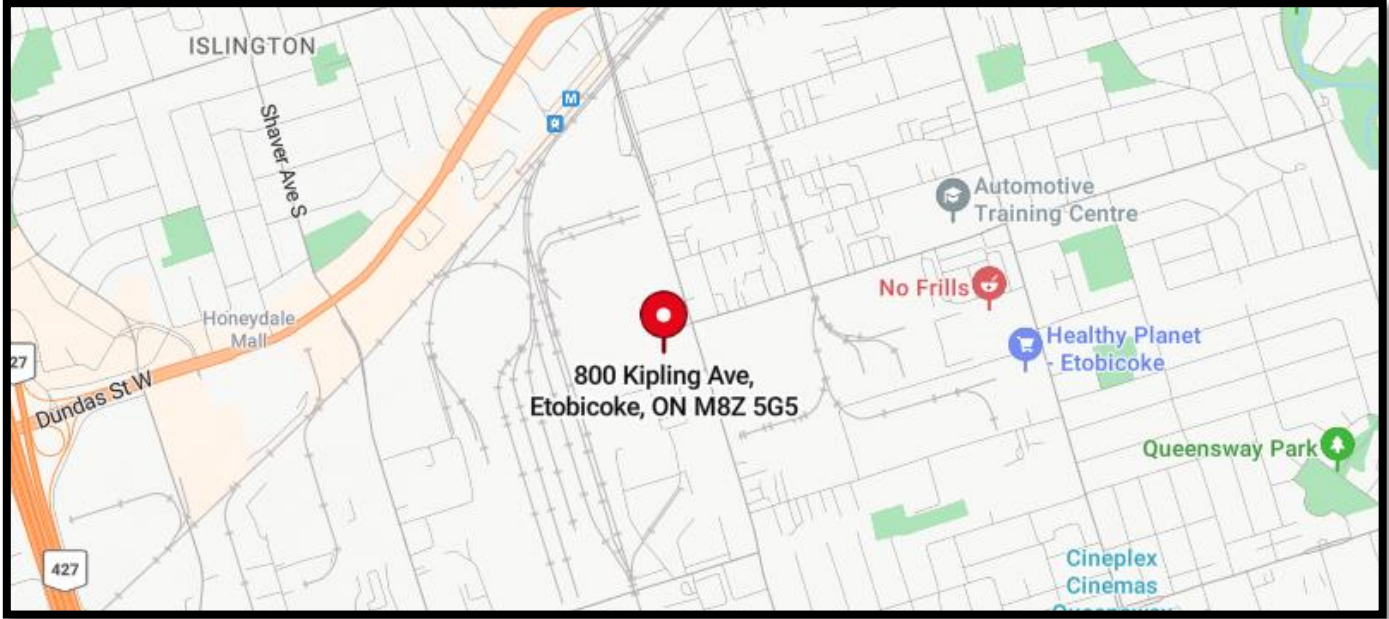 ISLINGTON
M
Shaver Ave S
Automotive
Training Centre
No Frills
Honeydale
Mall
27
Healthy Planet
- Etobicoke
800 Kipling Ave,
Etobicoke, ON M8Z 5G5
Dundas St W
Queensway Park
427
Cineplex
Cinemas
Queensway